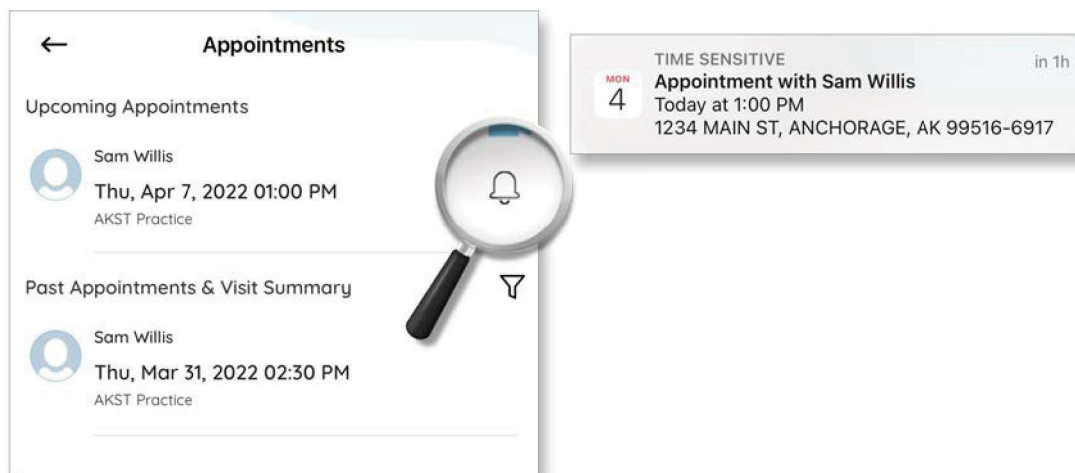 Appointments
Upcoming Appointments
Sam Willis
Thu, Apr 7, 2022 01:00 PM
AKST Practice
Past Appointments & Visit Summary
Sam Willis
Thu, Mar 31, 2022 02:30 PM
AKST Practice
TIME SENSITIVE
in 1h
MON
4
Appointment with Sam Willis
Today at 1:00 PM
1234 MAIN ST, ANCHORAGE, AK 99516-6917